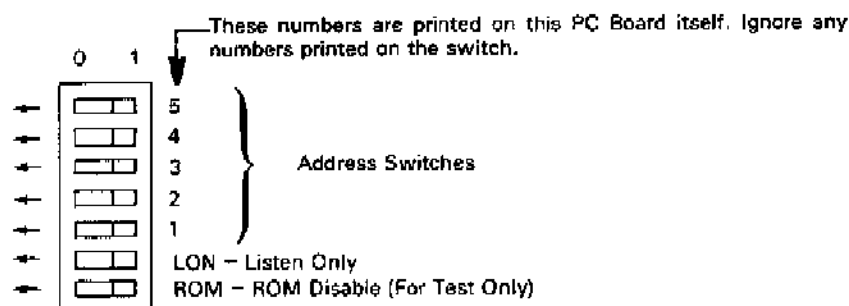 These numbers are printed on this PC Board itself. Ignore any
numbers printed on the switch.
0 1
5
4
3
Address Switches
2
1
LON – Listen Only
ROM – ROM Disable (For Test Only)